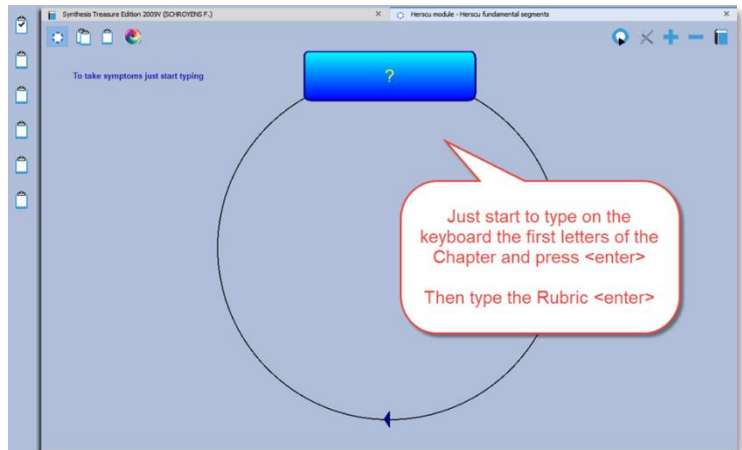 Synthesis Treasure Edition 2009V (SCHROYENS F.)
Herscu module - Herscu fundamental segments
To take symptoms just start typing
?
Just start to type on the
keyboard the first letters of the
Chapter and press <enter>
Then type the Rubric <enter>